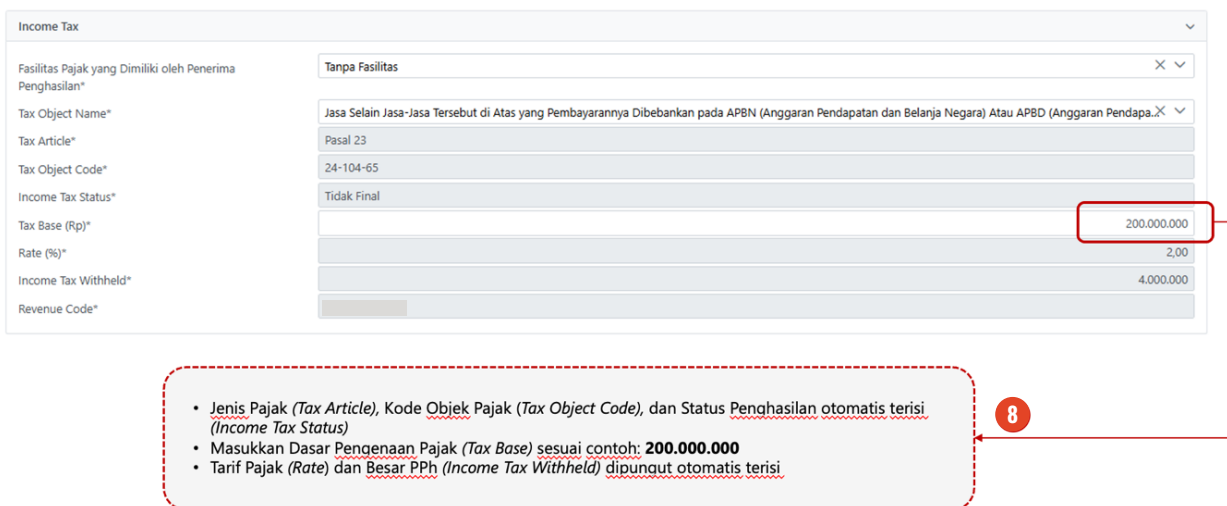 Income Tax
Fasilitas Pajak yang Dimiliki oleh Penerima
Penghasilan*
Tanpa Fasilitas
Tax Object Name*
Jasa Selain Jasa-Jasa Tersebut di Atas yang Pembayarannya Dibebankan pada APBN (Anggaran Pendapatan dan Belanja Negara) Atau APBD (Anggaran Pendapa...
Tax Article*
Pasal 23
Tax Object Code*
24-104-65
Income Tax Status*
Tidak Final
Tax Base (Rp)*
200.000.000
Rate (%)*
2,00
Income Tax Withheld*
4.000.000
Revenue Code*
• Jenis Pajak (Tax Article), Kode Objek Pajak (Tax Object Code), dan Status Penghasilan otomatis terisi
(Income Tax Status)
• Masukkan Dasar Pengenaan Pajak (Tax Base) sesuai contoh: 200.000.000
• Tarif Pajak (Rate) dan Besar PPh (Income Tax Withheld) dipungut otomatis terisi
8